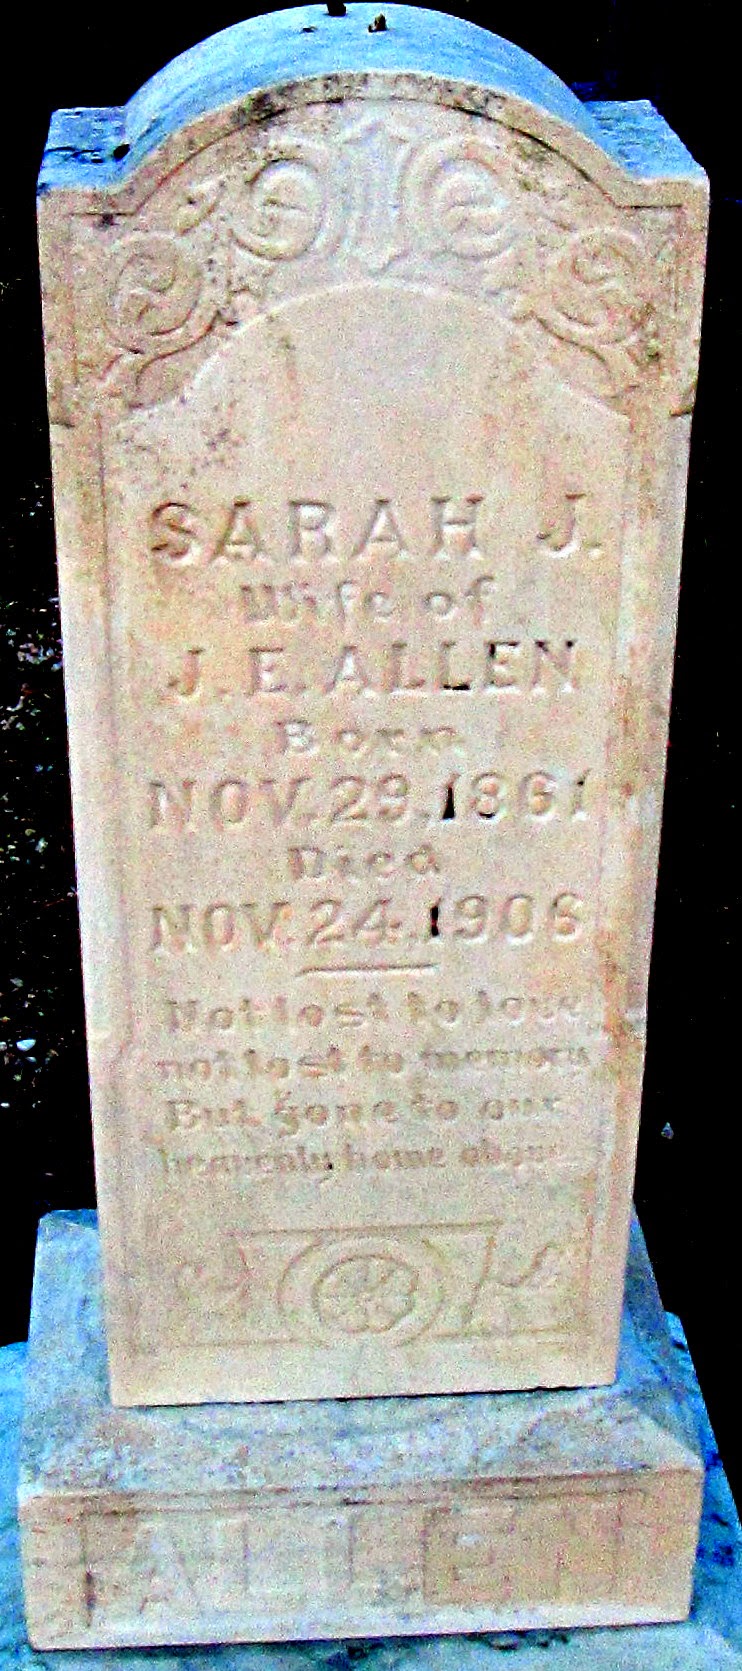 SARAH J.
Wife of
J. E. ALLEN
Born
NOV. 29. 1861
Died
NOV. 24. 1906
Not lost to love
not lost to memory
But gone to our
heavenly home above
ALLEN